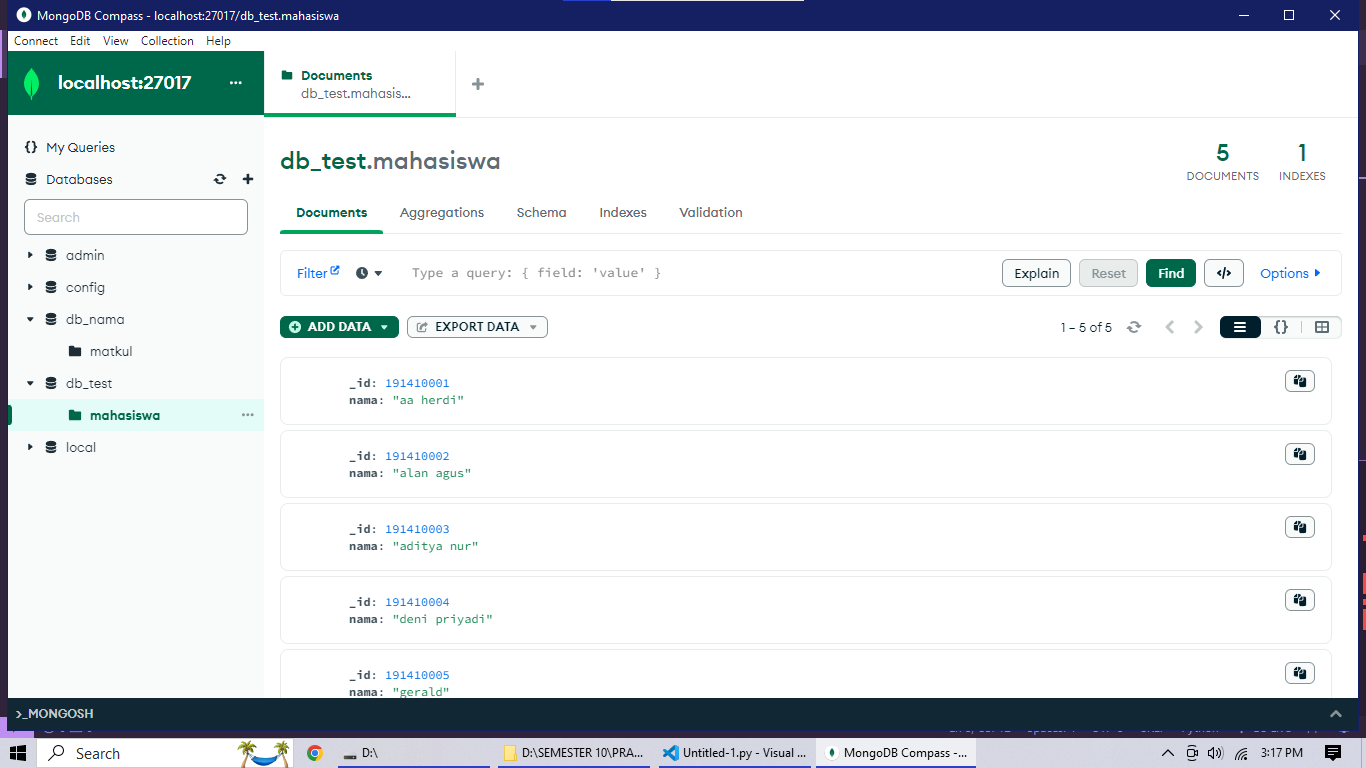 MongoDB Compass - localhost:27017/db_test.mahasiswa
Connect Edit View Collection Help
localhost:27017 ...
Documents
db_test.mahasis...
My Queries
Databases
Search
admin
config
db_nama
matkul
db_test
mahasiswa ...
local
db_test.mahasiswa
5
DOCUMENTS
1
INDEXES
Documents Aggregations Schema Indexes Validation
Filter Type a query: { field: 'value' } Explain Reset Find </> Options
ADD DATA EXPORT DATA 1 – 5 of 5 {}
_id: 191410001
nama: "aa herdi"
_id: 191410002
nama: "alan agus"
_id: 191410003
nama: "aditya nur"
_id: 191410004
nama: "deni priyadi"
_id: 191410005
nama: "gerald"
>_MONGOSH
Search D:\ D:\SEMESTER 10\PRA... Untitled-1.py - Visual ... MongoDB Compass -... 3:17 PM